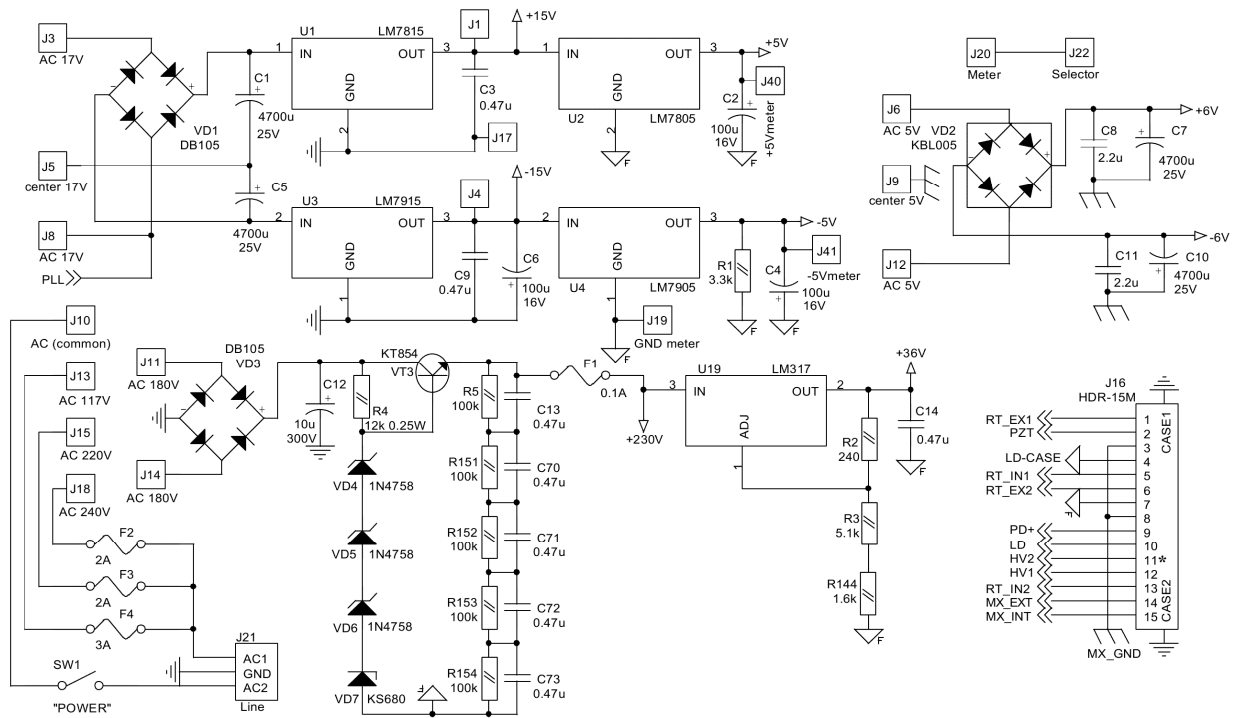 J3
AC 17V
VD1
DB105
J5
center 17V
J8
AC 17V
PLL
C1
+
4700u
25V
C5
+
4700u
25V
U1
LM7815
1
IN
OUT
3
GND
2
J1
+15V
C3
0.47u
J17
U2
LM7805
1
IN
OUT
3
GND
2
F
+5V
J40
+5Vmeter
C2
+
100u
16V
F
U3
LM7915
2
IN
OUT
3
GND
1
J4
-15V
C9
0.47u
C6
+
100u
16V
U4
LM7905
2
IN
OUT
3
GND
1
J19
GND meter
F
-5V
J41
-5Vmeter
R1
3.3k
F
C4
+
100u
16V
F
J20
Meter
J22
Selector
J6
AC 5V
VD2
KBL005
-
+
J9
center 5V
J12
AC 5V
+6V
C8
2.2u
C7
+
4700u
25V
-6V
C11
2.2u
C10
+
4700u
25V
J10
AC (common)
J13
AC 117V
J15
AC 220V
J18
AC 240V
F2
2A
F3
2A
F4
3A
SW1
"POWER"
J21
AC1
GND
AC2
Line
J11
AC 180V
DB105
VD3
-
+
J14
AC 180V
C12
+
10u
300V
R4
12k 0.25W
KT854
VT3
VD4
1N4758
VD5
1N4758
VD6
1N4758
VD7
KS680
F
R5
100k
C13
0.47u
R151
100k
C70
0.47u
R152
100k
C71
0.47u
R153
100k
C72
0.47u
R154
100k
C73
0.47u
F1
0.1A
+230V
U19
LM317
3
IN
OUT
2
ADJ
1
+36V
R2
240
C14
0.47u
F
R3
5.1k
R144
1.6k
F
J16
HDR-15M
CASE1
RT_EX1
1
PZT
2
3
LD-CASE
4
RT_IN1
5
RT_EX2
6
F
7
8
PD+
9
LD
10
HV2
11*
HV1
12
RT_IN2
13
MX_EXT
14
MX_INT
15
CASE2
MX_GND